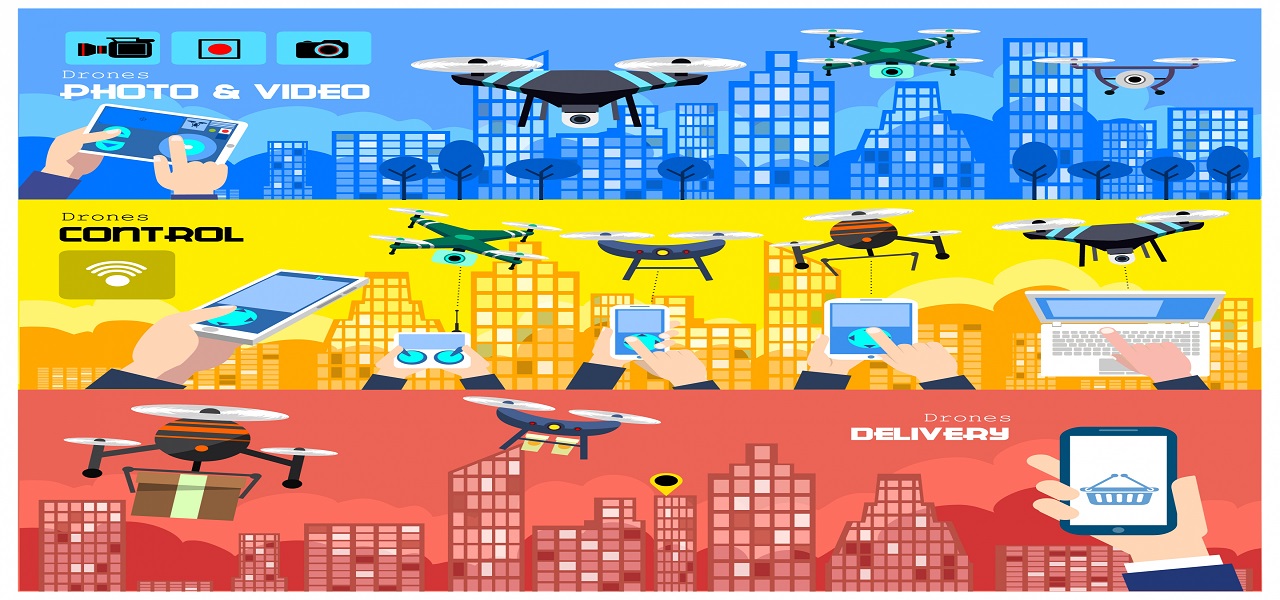 Drones
PHOTO & VIDEO
Drones
CONTROL
Drones
DELIVERY